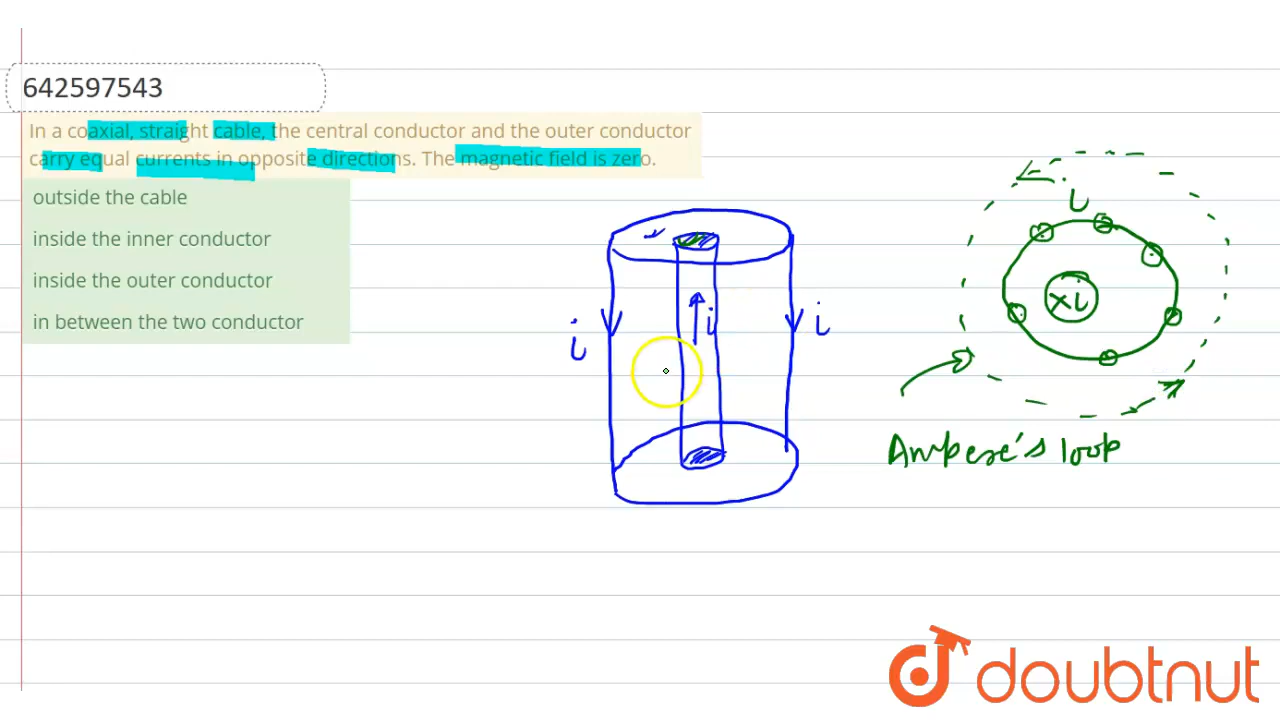 642597543
In a coaxial, straight cable, the central conductor and the outer conductor
carry equal currents in opposite directions. The magnetic field is zero.
outside the cable
inside the inner conductor
inside the outer conductor
in between the two conductor
i
i
i
i
xi
Ampere's loop
doubtnut